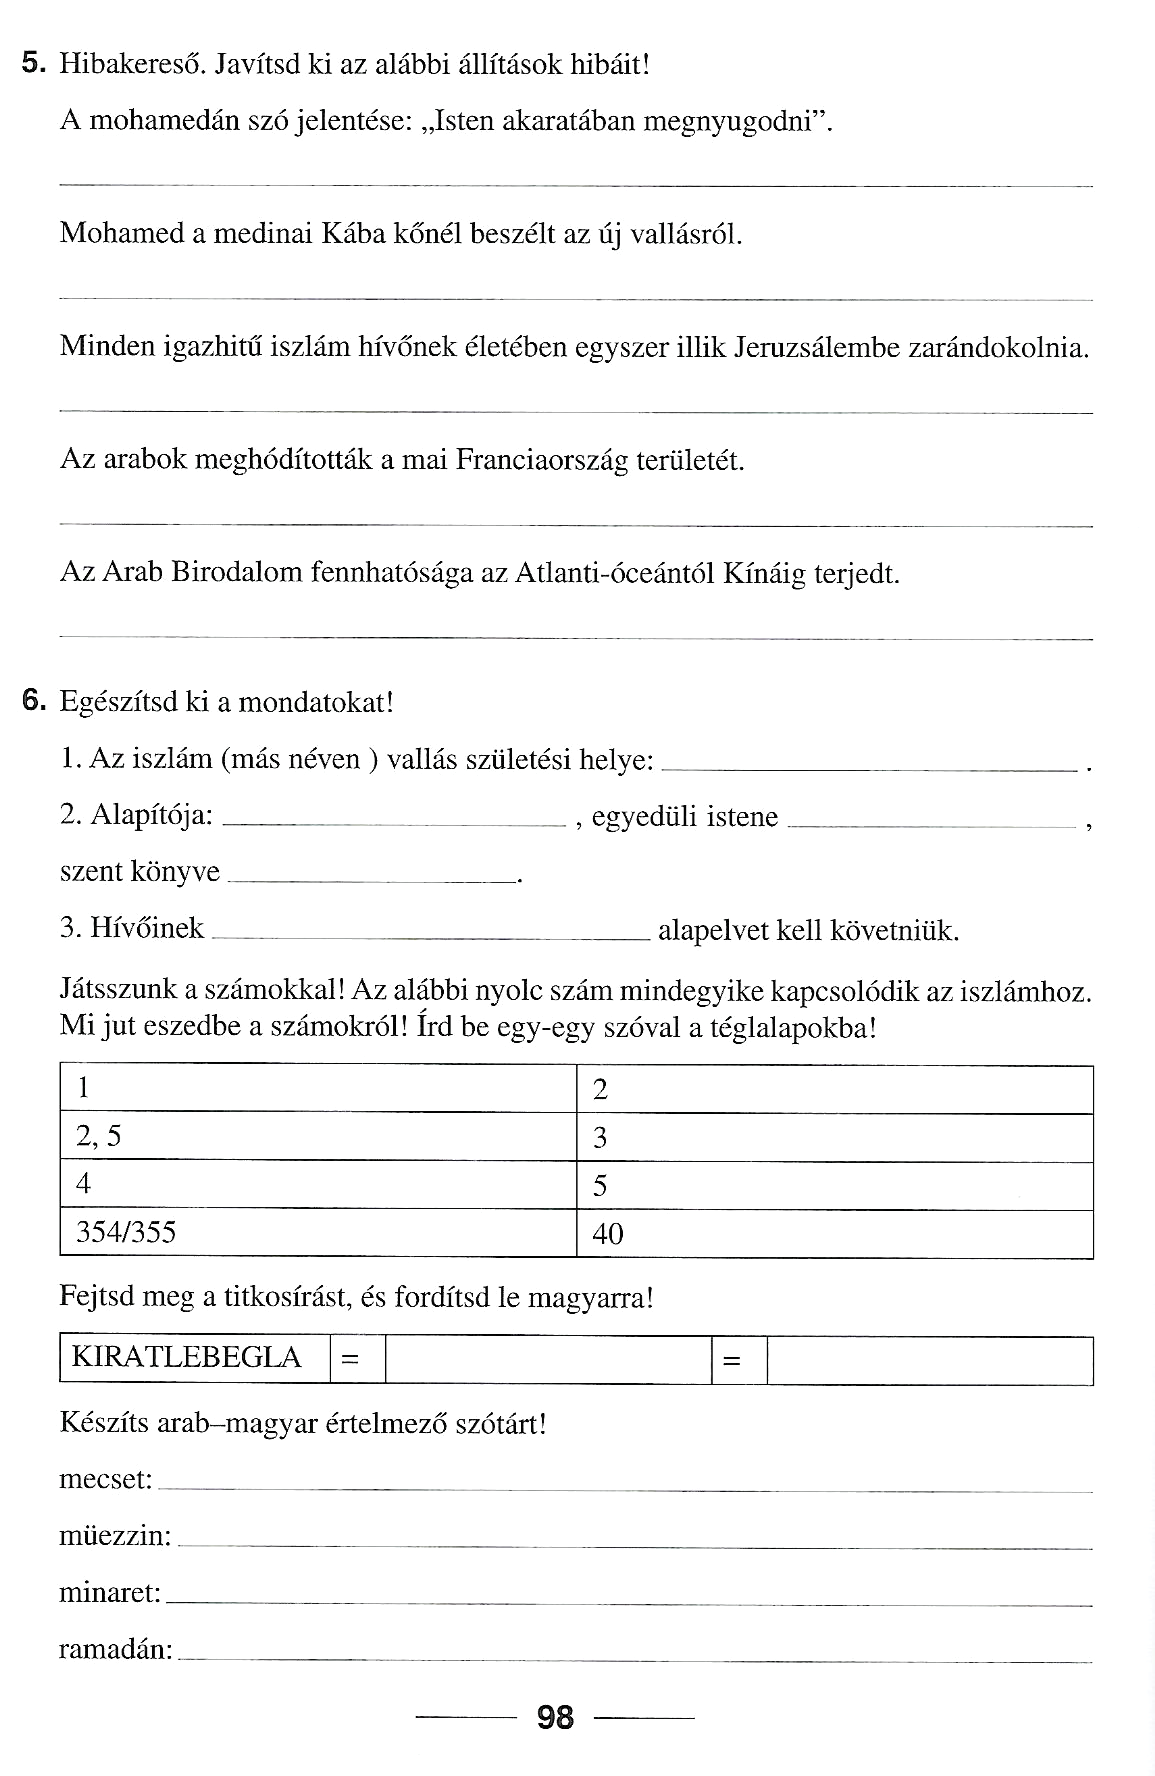 5. Hibakereső. Javítsd ki az alábbi állítások hibáit!
A mohamedán szó jelentése: „Isten akaratában megnyugodni”.
Mohamed a medinai Kába kőnél beszélt az új vallásról.
Minden igazhitű iszlám hívőnek életében egyszer illik Jeruzsálembe zarándokolnia.
Az arabok meghódították a mai Franciaország területét.
Az Arab Birodalom fennhatósága az Atlanti-óceántól Kínáig terjedt.
6. Egészítsd ki a mondatokat!
1. Az iszlám (más néven ) vallás születési helye: ____ .
2. Alapítója: ____ , egyedüli istene ____ ,
szent könyve ____.
3. Hívőinek ____ alapelvet kell követniük.
Játsszunk a számokkal! Az alábbi nyolc szám mindegyike kapcsolódik az iszlámhoz.
Mi jut eszedbe a számokról! Írd be egy-egy szóval a téglalapokba!
1 2
2, 5 3
4 5
354/355 40
Fejtsd meg a titkosírást, és fordítsd le magyarra!
KIRATLEBEGLA = =
Készíts arab–magyar értelmező szótárt!
mecset:
müezzin:
minaret:
ramadán:
98